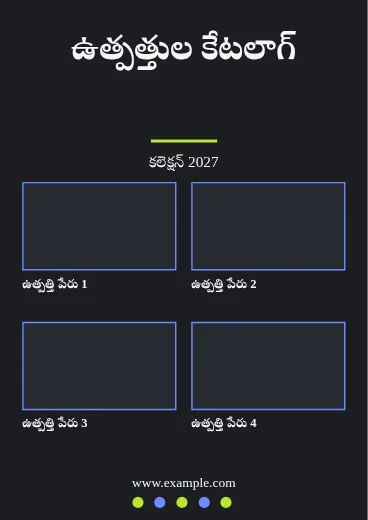 ఉత్పత్తుల కేటలాగ్
కలెక్షన్ 2027
ఉత్పత్తి పేరు 1
ఉత్పత్తి పేరు 2
ఉత్పత్తి పేరు 3
ఉత్పత్తి పేరు 4
www.example.com